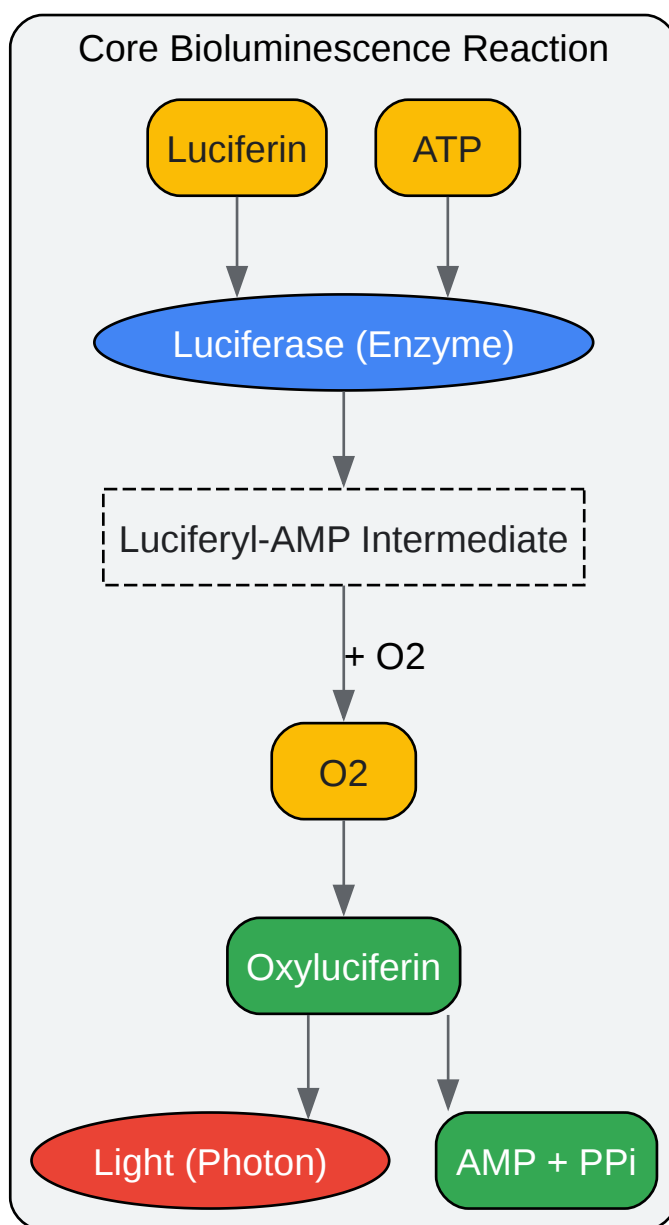 Core Bioluminescence Reaction
Luciferin
ATP
Luciferase (Enzyme)
Luciferyl-AMP Intermediate
+ O2
O2
Oxyluciferin
Light (Photon)
AMP + PPi